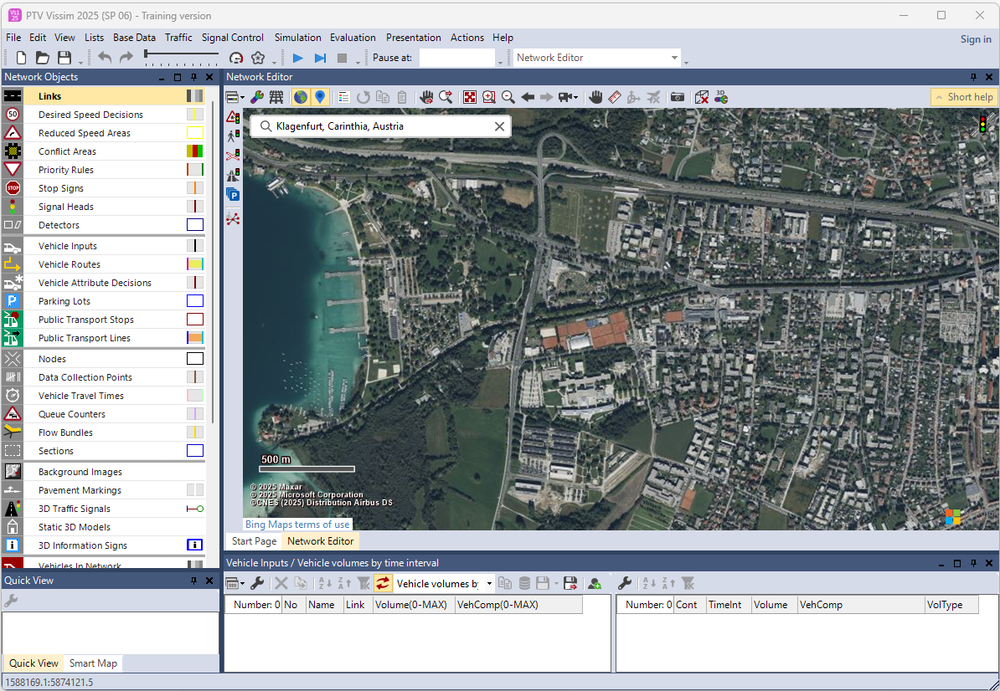 PTV Vissim 2025 (SP 06) - Training version
File Edit View Lists Base Data Traffic Signal Control Simulation Evaluation Presentation Actions Help
Sign in
Pause at:
Network Editor
Network Objects
Network Editor
Short help
Links
50
Desired Speed Decisions
Reduced Speed Areas
Conflict Areas
Priority Rules
STOP
Stop Signs
Signal Heads
Detectors
Vehicle Inputs
Vehicle Routes
Vehicle Attribute Decisions
P
Parking Lots
Public Transport Stops
Public Transport Lines
Nodes
Data Collection Points
Vehicle Travel Times
Queue Counters
Flow Bundles
Sections
Background Images
Pavement Markings
3D Traffic Signals
Static 3D Models
3D Information Signs
Vehicles In Network
3D
Klagenfurt, Carinthia, Austria
P
500 m
© 2025 Maxar
© 2025 Microsoft Corporation
©CNES (2025) Distribution Airbus DS
Bing Maps terms of use
Start Page Network Editor
Quick View
Quick View Smart Map
Vehicle Inputs / Vehicle volumes by time interval
Vehicle volumes by
Number: 0 No Name Link Volume(0-MAX) VehComp(0-MAX)
Number: 0 Cont TimeInt Volume VehComp VolType
1588169.1:5874121.5